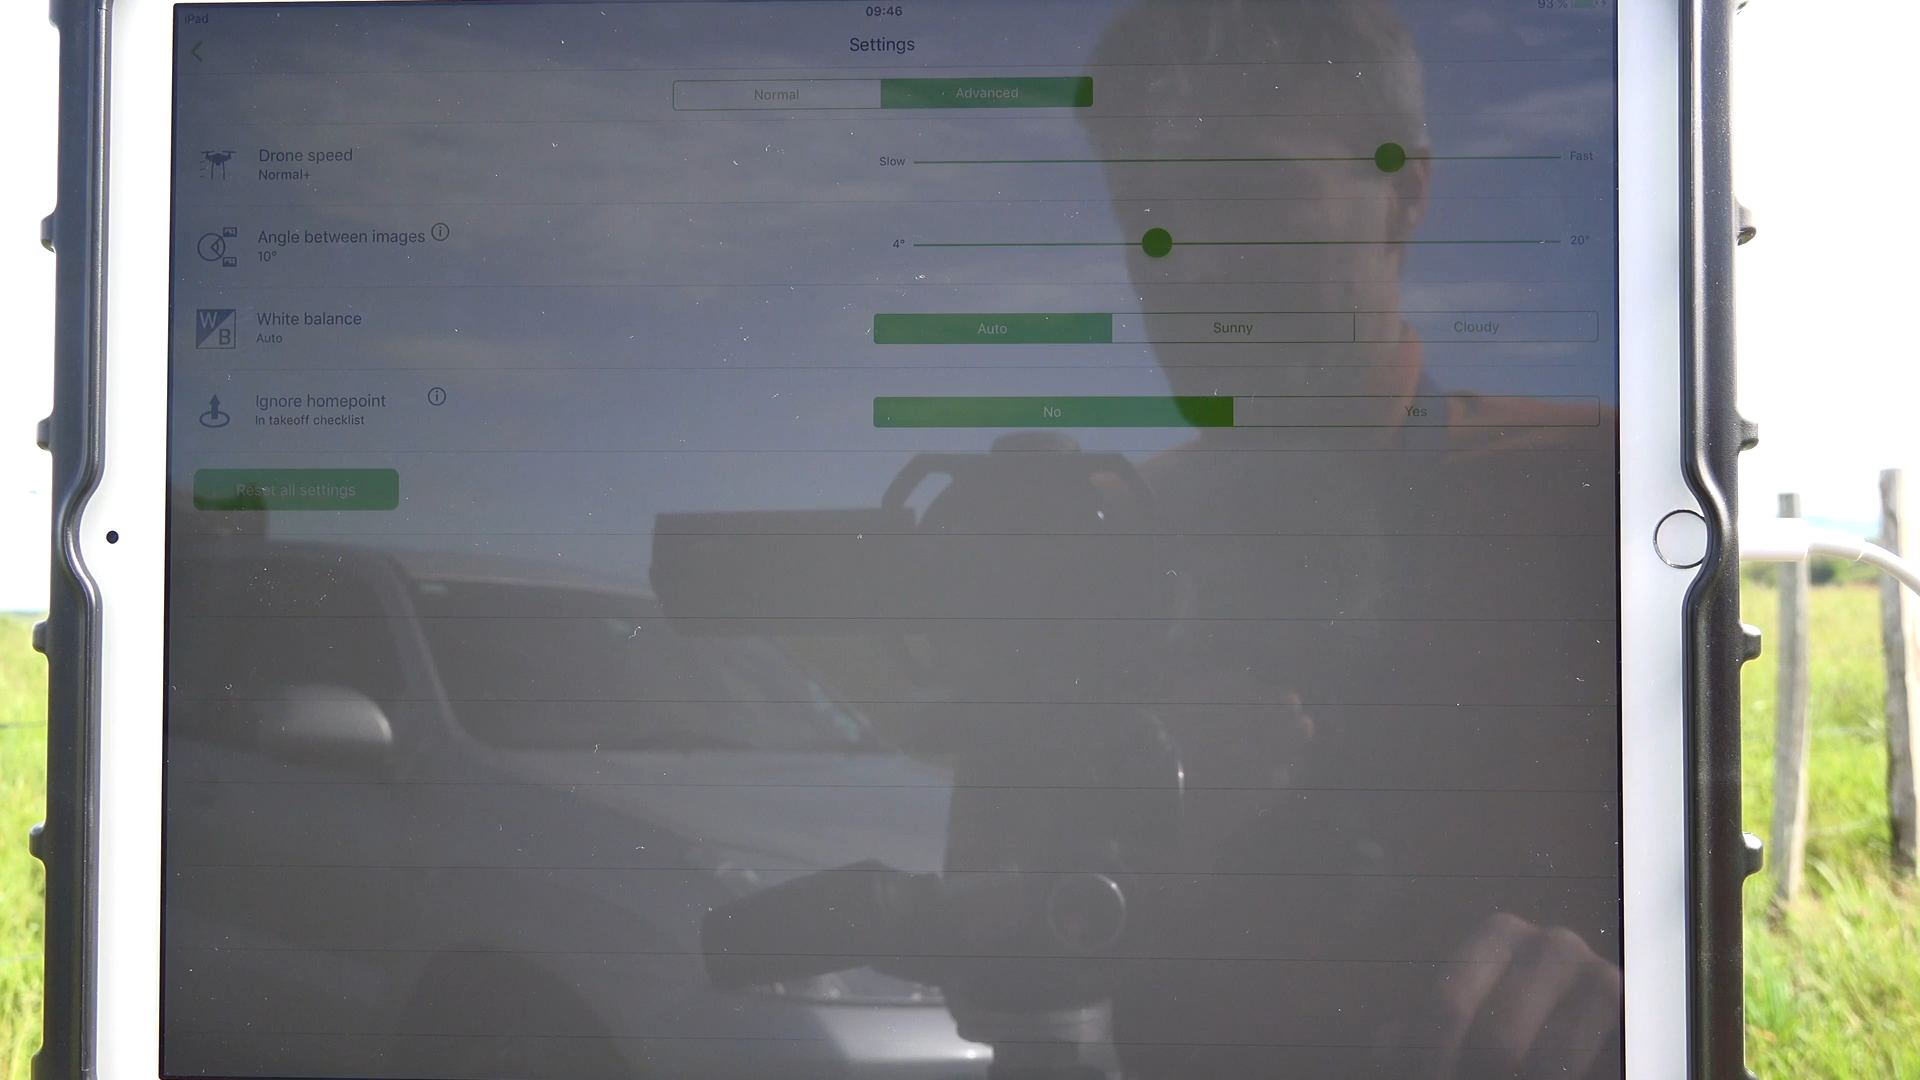 iPad 09:46 93 %
Settings
Normal Advanced
Drone speed
Normal+
Slow Fast
Angle between images
10°
4° 20°
White balance
Auto
Auto Sunny Cloudy
W
B
Ignore homepoint
In takeoff checklist
No Yes
Reset all settings